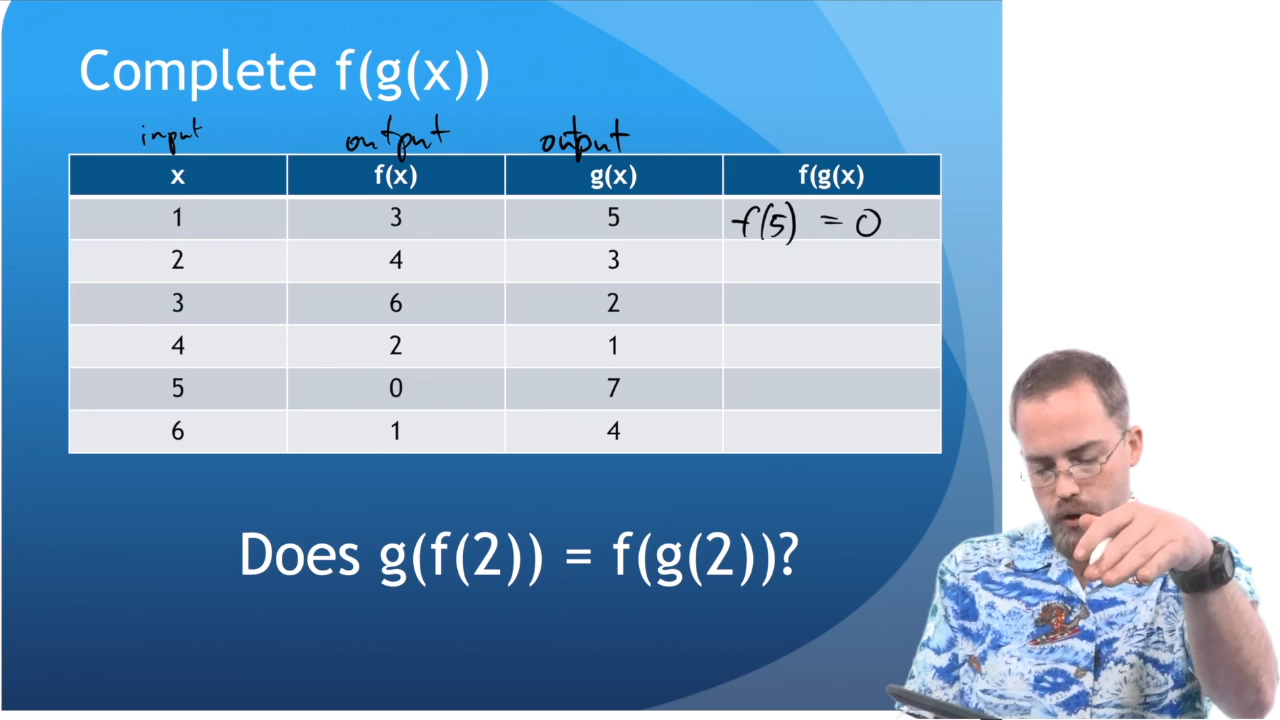 Complete f(g(x))
input output output
x f(x) g(x) f(g(x)
1 3 5 f(5) = 0
2 4 3
3 6 2
4 2 1
5 0 7
6 1 4
Does g(f(2)) = f(g(2))?